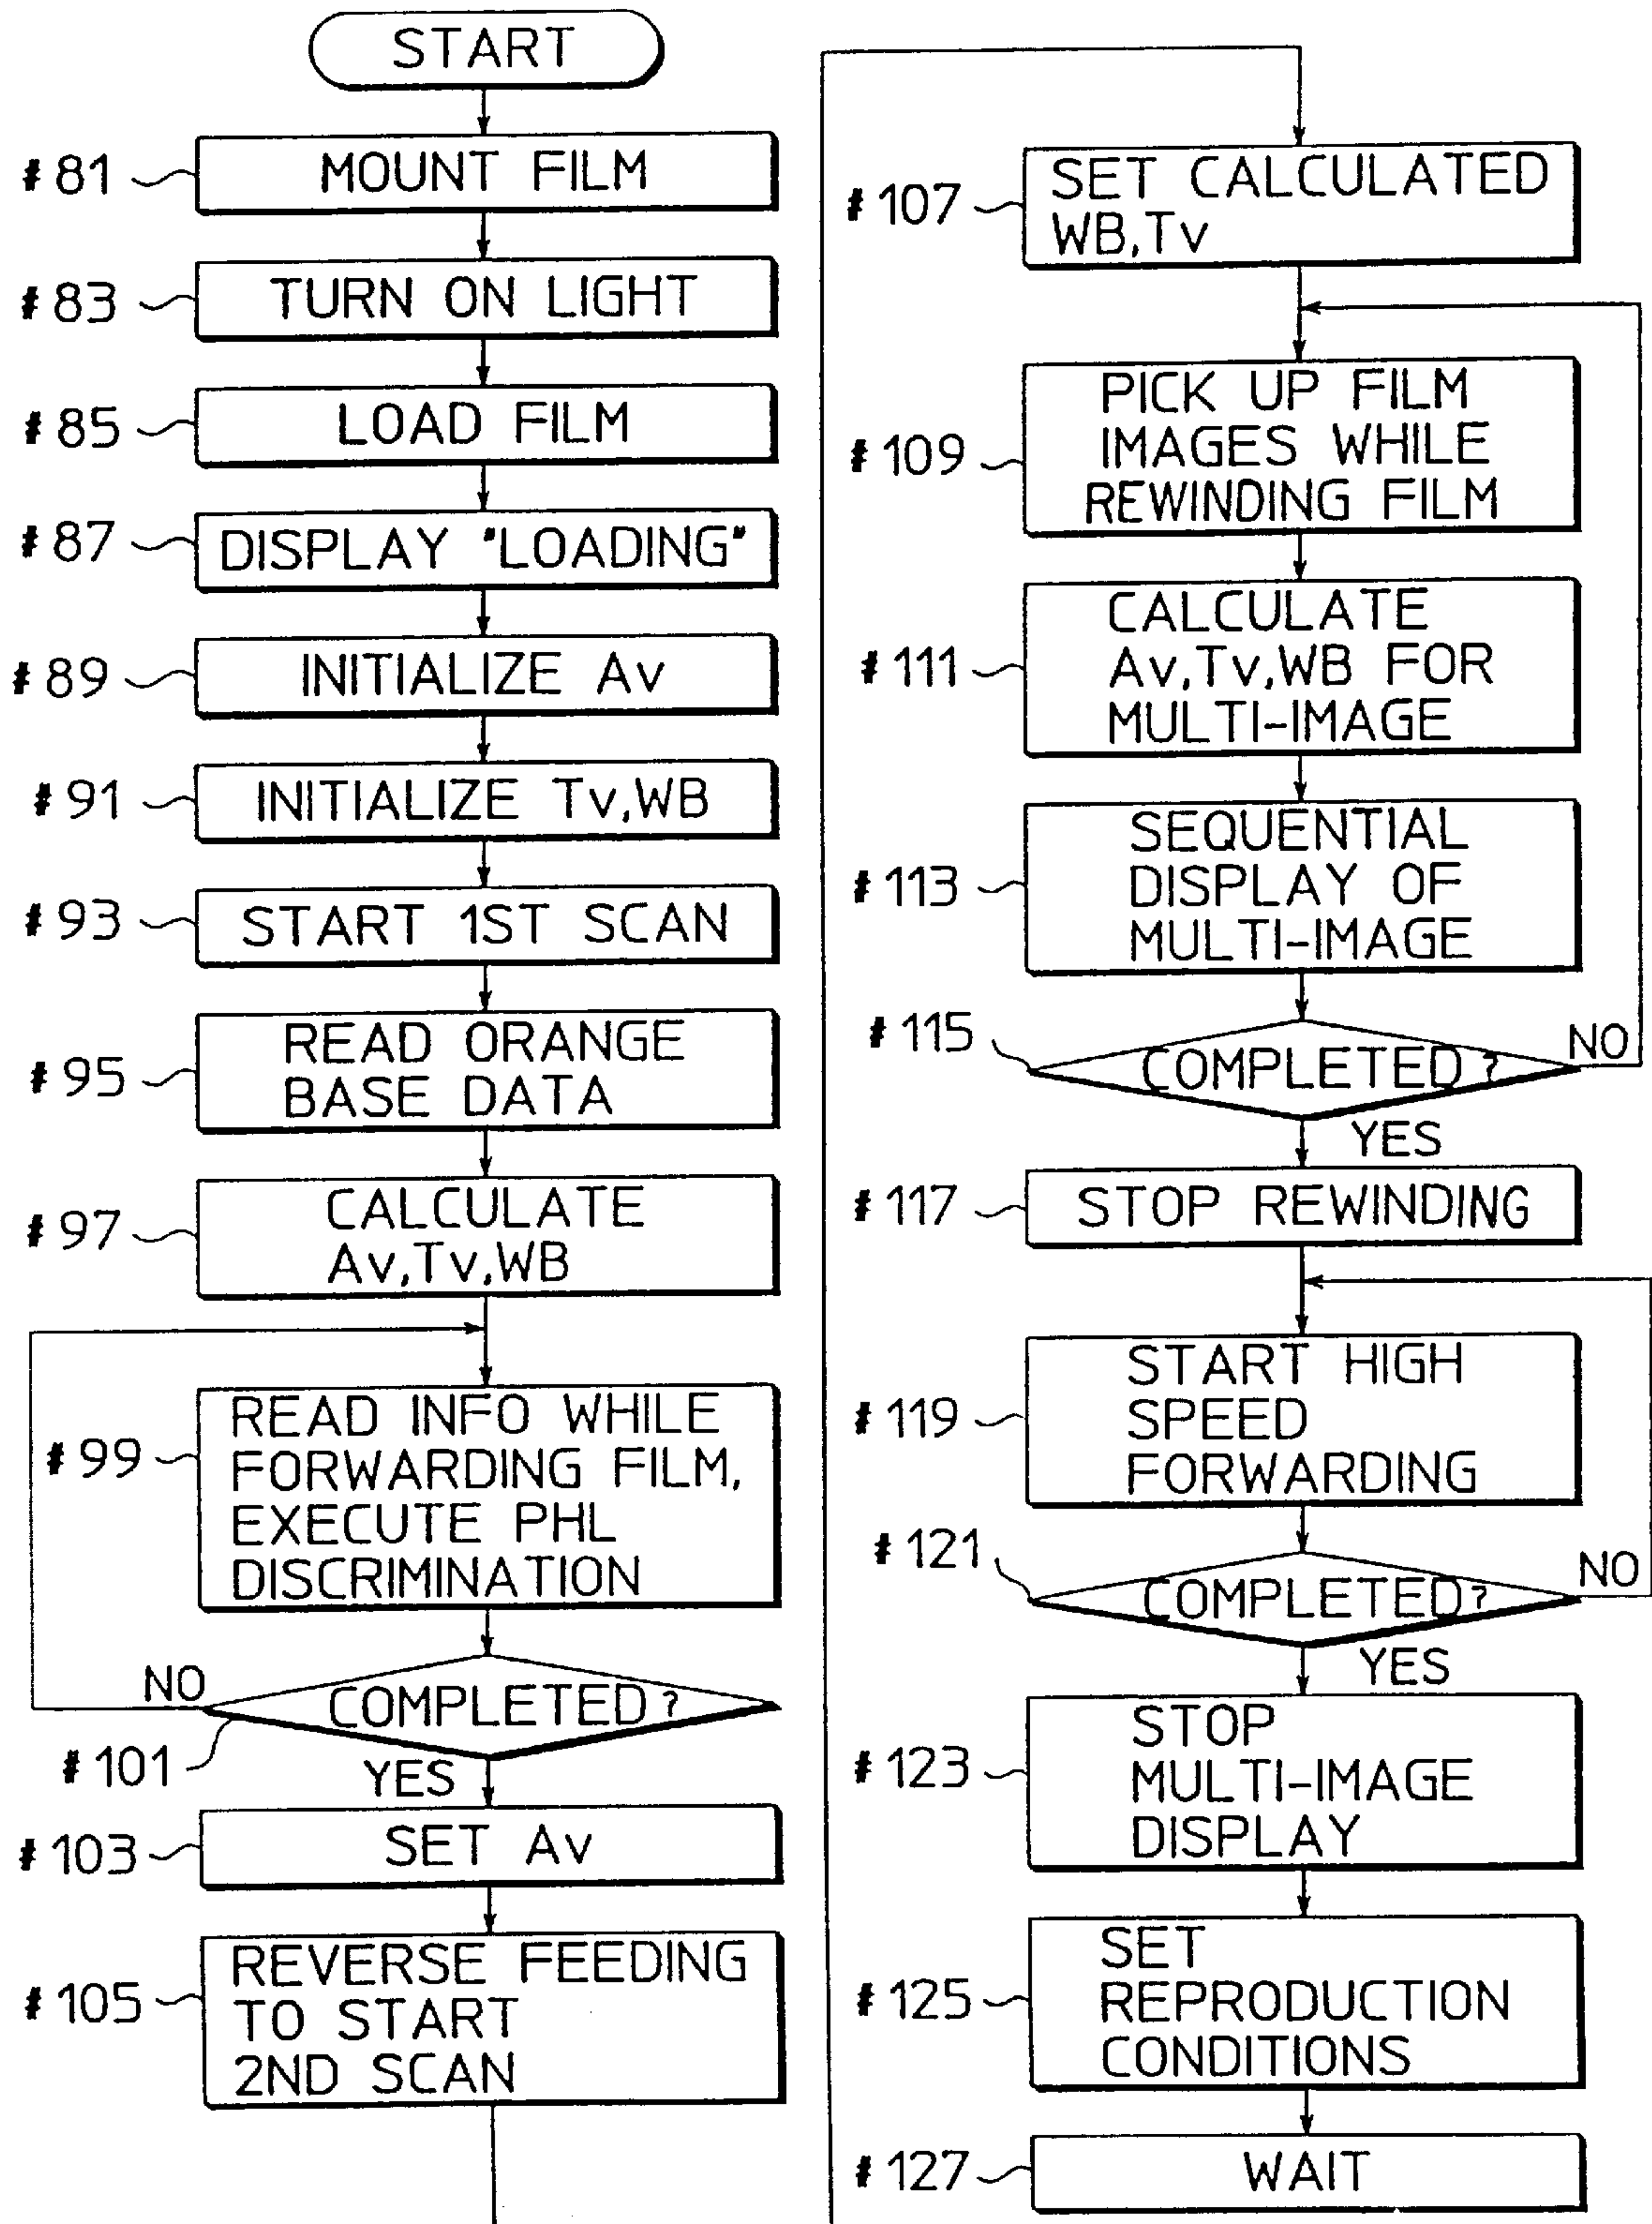 START
#81
MOUNT FILM
#83
TURN ON LIGHT
#85
LOAD FILM
#87
DISPLAY "LOADING"
#89
INITIALIZE Av
#91
INITIALIZE Tv,WB
#93
START 1ST SCAN
#95
READ ORANGE
BASE DATA
#97
CALCULATE
Av,Tv,WB
#99
READ INFO WHILE
FORWARDING FILM,
EXECUTE PHL
DISCRIMINATION
NO
COMPLETED?
#101
YES
#103
SET Av
#105
REVERSE FEEDING
TO START
2ND SCAN
#107
SET CALCULATED
WB,Tv
#109
PICK UP FILM
IMAGES WHILE
REWINDING FILM
#111
CALCULATE
Av,Tv,WB FOR
MULTI-IMAGE
#113
SEQUENTIAL
DISPLAY OF
MULTI-IMAGE
#115
COMPLETED?
NO
YES
#117
STOP REWINDING
#119
START HIGH
SPEED
FORWARDING
#121
COMPLETED?
NO
YES
#123
STOP
MULTI-IMAGE
DISPLAY
#125
SET
REPRODUCTION
CONDITIONS
#127
WAIT